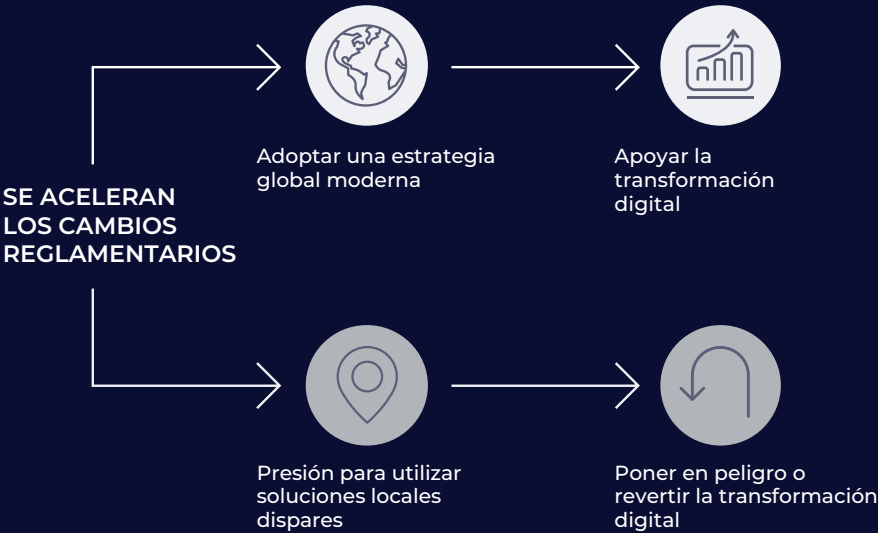 SE ACELERAN
LOS CAMBIOS
REGLAMENTARIOS
Adoptar una estrategia
global moderna
Apoyar la
transformación
digital
Presión para utilizar
soluciones locales
dispares
Poner en peligro o
revertir la transformación
digital